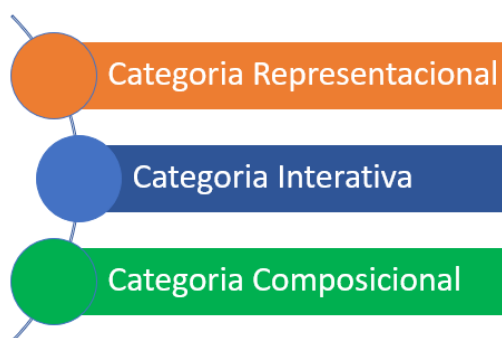 Categoria Representacional
Categoria Interativa
Categoria Composicional